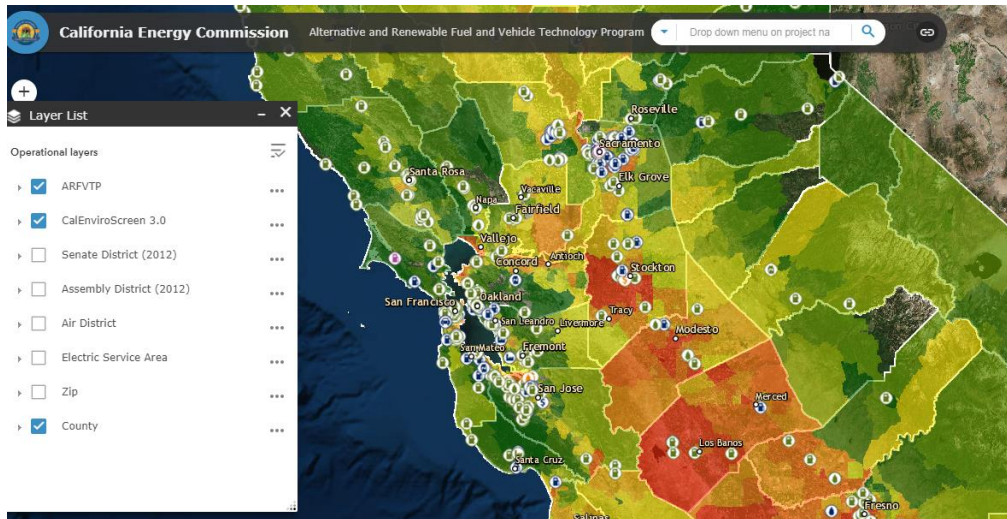 California Energy Commission
Alternative and Renewable Fuel and Vehicle Technology Program
Drop down menu on project na
Layer List
Operational layers
ARFVTP
CalEnviroScreen 3.0
Senate District (2012)
Assembly District (2012)
Air District
Electric Service Area
Zip
County
Roseville
Sacramento
Santa Rosa
Elk Grove
Napa
Vacaville
Fairfield
Vallejo
Concord
Antioch
Stockton
San Francisco
Oakland
San Leandro
Livermore
Tracy
Modesto
San Mateo
Fremont
San Jose
Merced
Los Banos
Santa Cruz
Fresno
Salinas